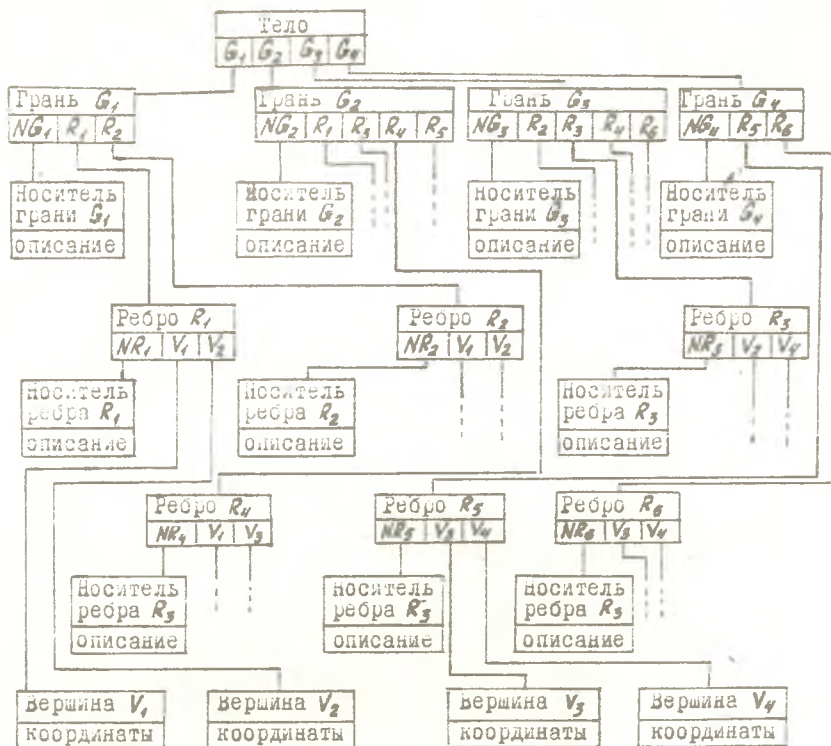 Тело
G₁ G₂ G₃ G₄
Грань G₁
NG₁ R₁ R₂
Грань G₂
NG₂ R₁ R₃ R₄ R₅
Грань G₃
NG₃ R₂ R₃ R₄ R₆
Грань G₄
NG₄ R₅ R₆
Носитель
грани G₁
описание
Носитель
грани G₂
описание
Носитель
грани G₃
описание
Носитель
грани G₄
описание
Ребро R₁
NR₁ V₁ V₂
Ребро R₂
NR₂ V₁ V₂
Ребро R₃
NR₃ V₂ V₄
Носитель
ребра R₁
описание
Носитель
ребра R₂
описание
Носитель
ребра R₃
описание
Ребро R₄
NR₄ V₁ V₃
Ребро R₅
NR₅ V₃ V₄
Ребро R₆
NR₆ V₃ V₄
Носитель
ребра R₃
описание
Носитель
ребра R₃
описание
Носитель
ребра R₃
описание
Вершина V₁
координаты
Вершина V₂
координаты
Вершина V₃
координаты
Вершина V₄
координаты